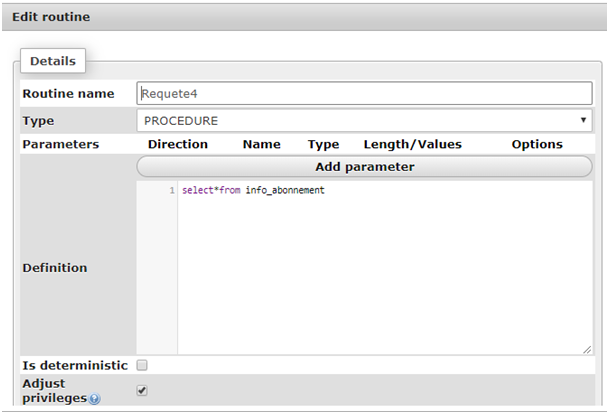 Edit routine
Details
Routine name Requete4
Type PROCEDURE
Parameters Direction Name Type Length/Values Options
Add parameter
1 select*from info_abonnement
Definition
Is deterministic
Adjust
privileges